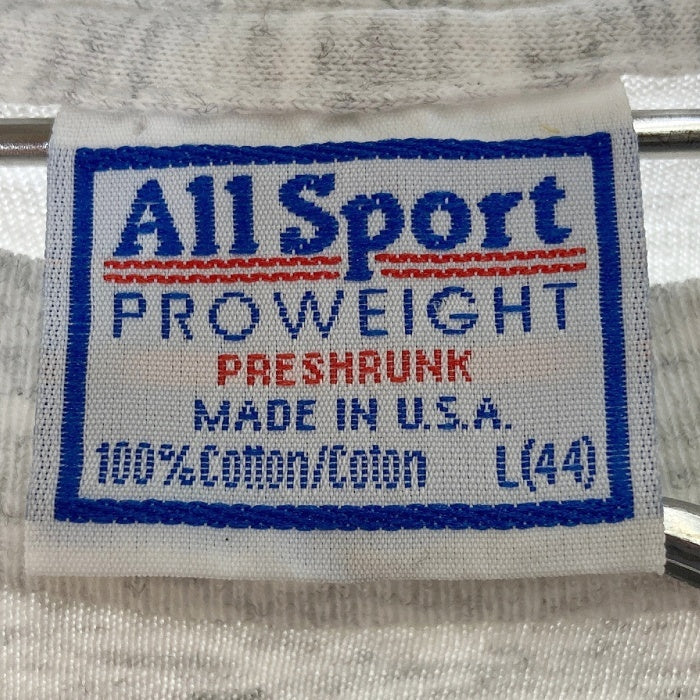 All Sport
PROWEIGHT
PRESHRUNK
MADE IN U.S.A.
100% Cotton/Coton L(44)